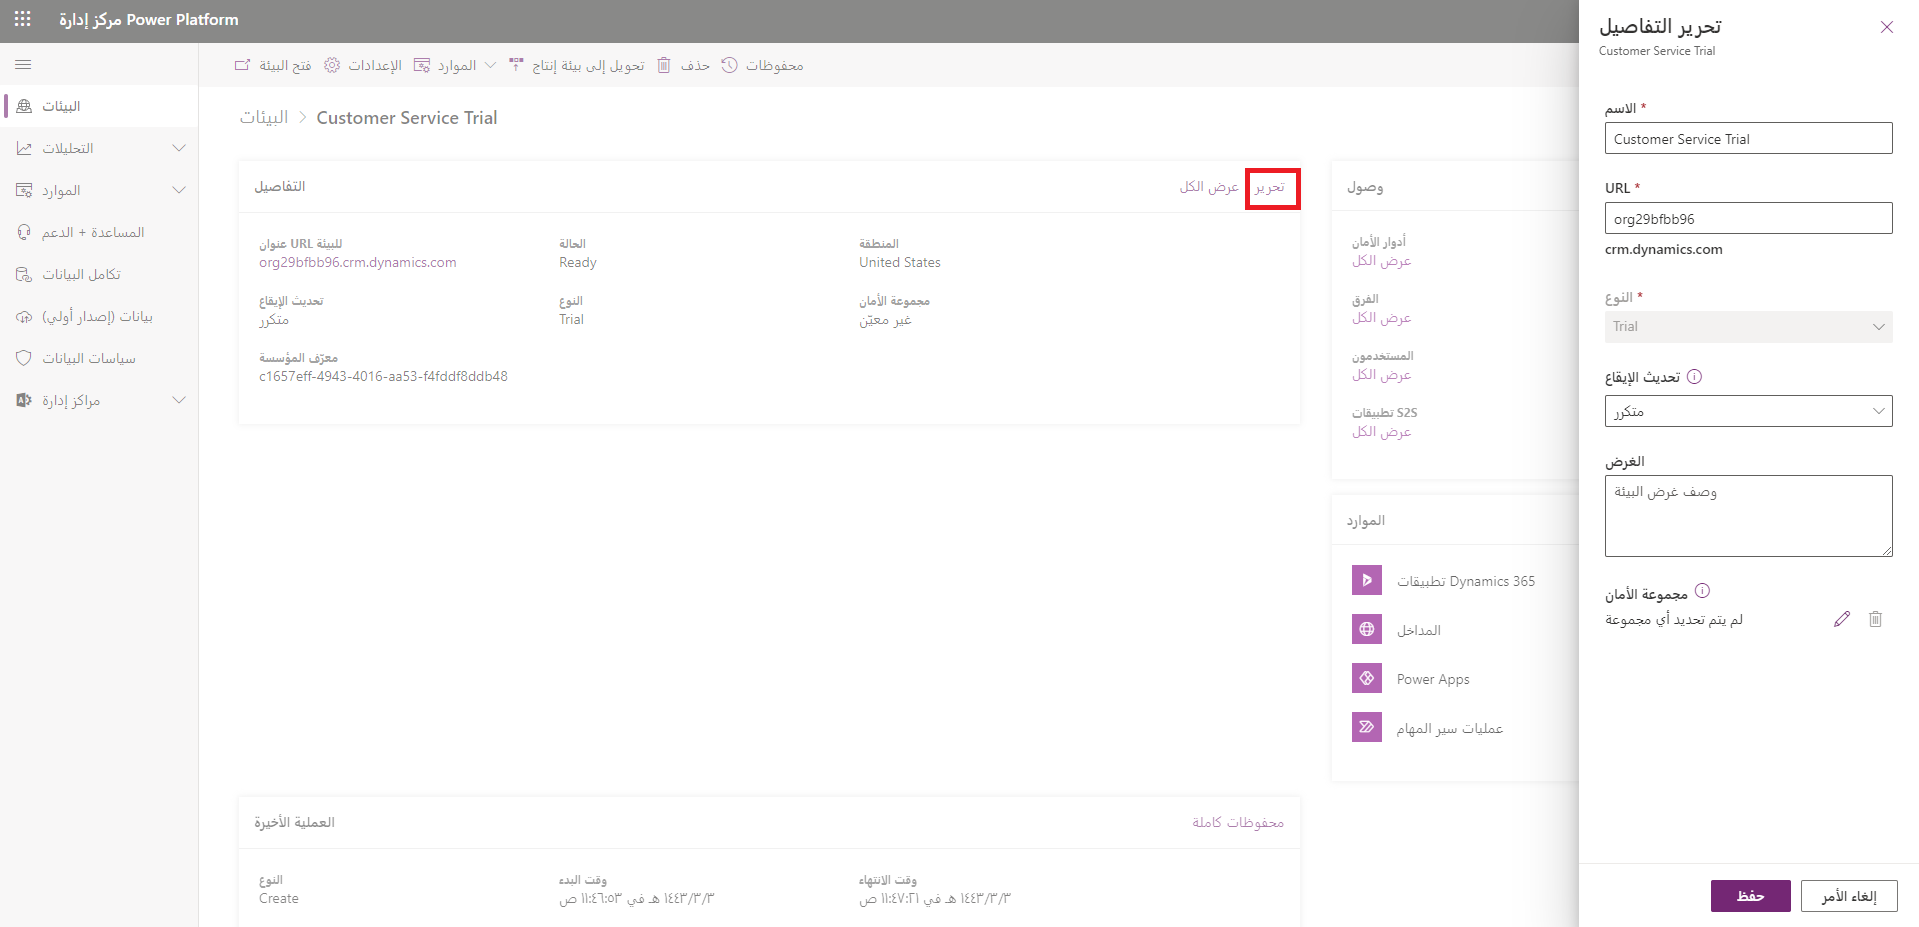 مركز إدارة Power Platform
البيئات
التحليلات
الموارد
المساعدة + الدعم
تكامل البيانات
بيانات (إصدار أولي)
سياسات البيانات
مراكز إدارة
فتح البيئة
الإعدادات
الموارد
تحويل إلى بيئة إنتاج
حذف
محفوظات
البيئات > Customer Service Trial
التفاصيل
عرض الكل
تحرير
للبيئة URL عنوان
org29bfbb96.crm.dynamics.com
الحالة
Ready
المنطقة
United States
تحديث الإيقاع
متكرر
النوع
Trial
مجموعة الأمان
غير معيّن
معرّف المؤسسة
c1657eff-4943-4016-aa53-f4fddf8ddb48
وصول
أدوار الأمان
عرض الكل
الفرق
عرض الكل
المستخدمون
عرض الكل
تطبيقات S2S
عرض الكل
الموارد
تطبيقات Dynamics 365
المداخل
Power Apps
عمليات سير المهام
العملية الأخيرة
محفوظات كاملة
النوع
Create
وقت البدء
١٤٤٣/٣/٣ هـ في ١١:٤٦:٥٣ ص
وقت الانتهاء
١٤٤٣/٣/٣ هـ في ١١:٤٧:٢١ ص
تحرير التفاصيل
Customer Service Trial
الاسم *
Customer Service Trial
URL *
org29bfbb96
crm.dynamics.com
النوع *
Trial
تحديث الإيقاع
متكرر
الغرض
وصف غرض البيئة
مجموعة الأمان
لم يتم تحديد أي مجموعة
حفظ
إلغاء الأمر